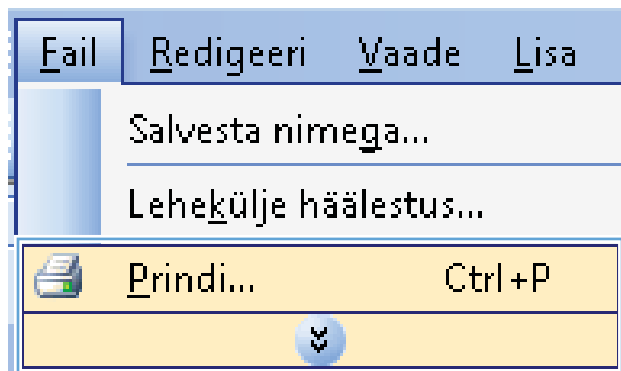 Fail Redigeeri Vaade Lisa
Salvesta nimega...
Lehekülje häälestus...
Prindi... Ctrl+P